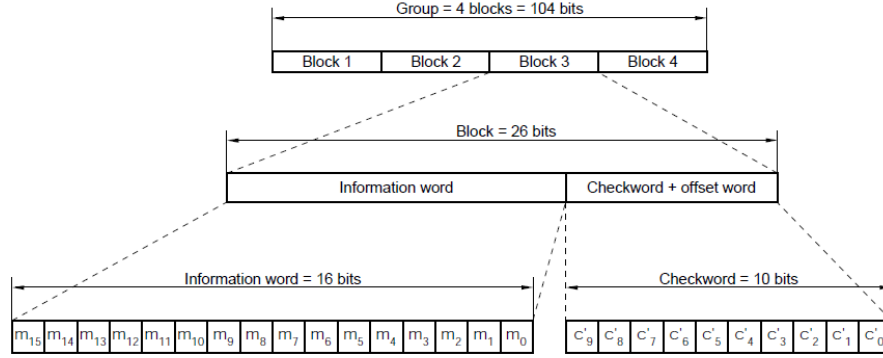 Group = 4 blocks = 104 bits
Block 1 Block 2 Block 3 Block 4
Block = 26 bits
Information word Checkword + offset word
Information word = 16 bits Checkword = 10 bits
m15 m14 m13 m12 m11 m10 m9 m8 m7 m6 m5 m4 m3 m2 m1 m0 c'9 c'8 c'7 c'6 c'5 c'4 c'3 c'2 c'1 c'0